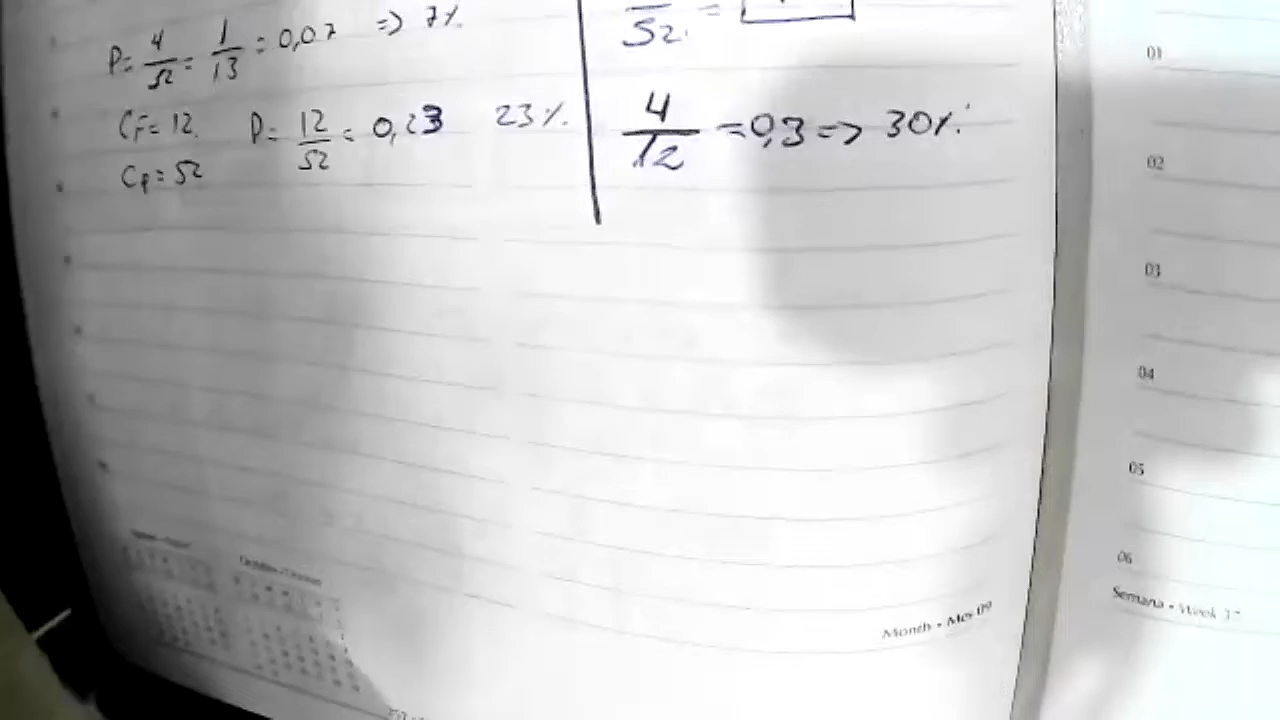 P= 4/52 = 1/13 = 0,07 => 7%
CF= 12. P= 12/52 = 0,23 23%.
Cp= 52
52. =
4/12 = 0,3 => 30%.
Month • Mes 09
01
02
03
04
05
06
Semana • Week